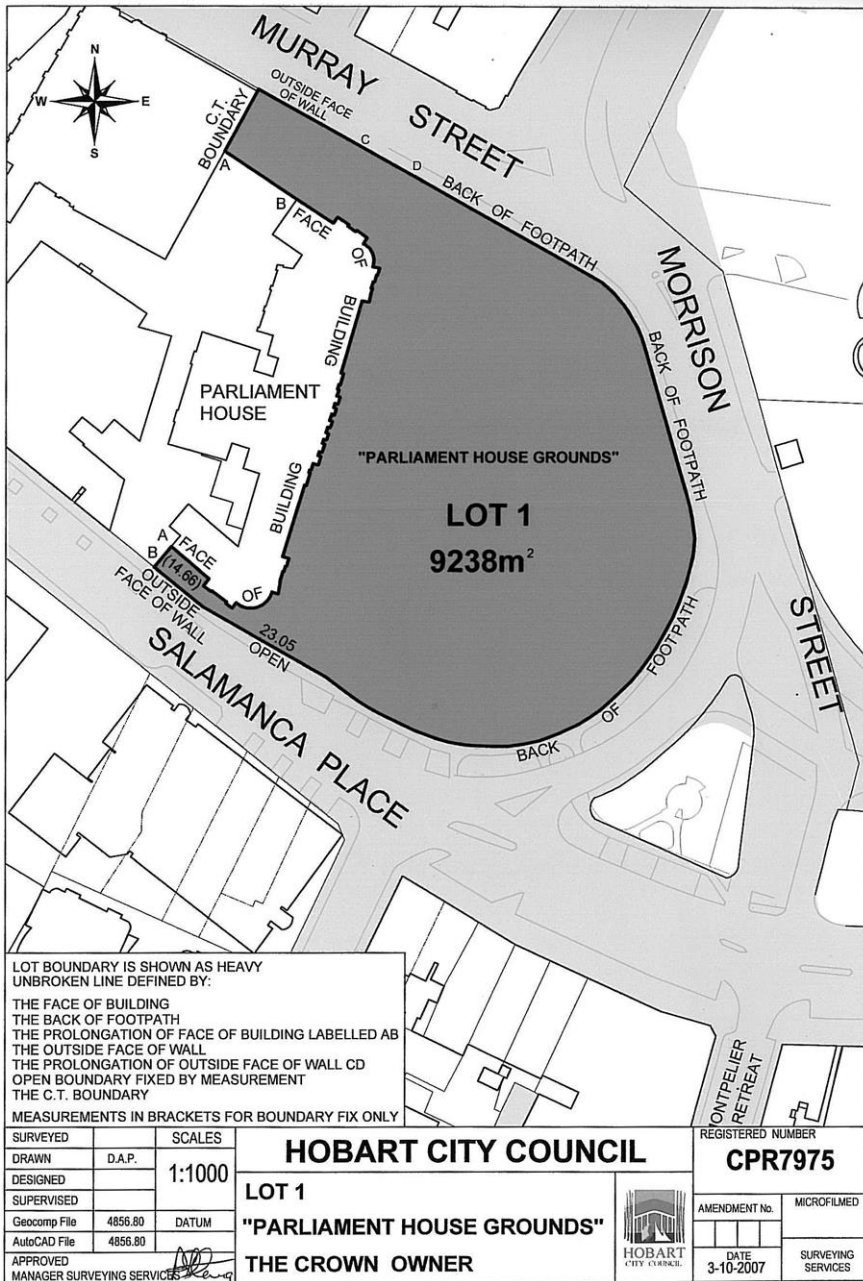 N
W E
S
MURRAY STREET
C.T.
BOUNDARY
OUTSIDE FACE
OF WALL
A
B
C
D
BACK OF FOOTPATH
FACE OF BUILDING
MORRISON STREET
BACK OF FOOTPATH
PARLIAMENT
HOUSE
"PARLIAMENT HOUSE GROUNDS"
LOT 1
9238m²
BUILDING
A
B
FACE OF
(14.66)
OUTSIDE
FACE OF WALL
23.05
OPEN
BACK OF FOOTPATH
SALAMANCA PLACE
MONTPELIER
RETREAT
LOT BOUNDARY IS SHOWN AS HEAVY
UNBROKEN LINE DEFINED BY:
THE FACE OF BUILDING
THE BACK OF FOOTPATH
THE PROLONGATION OF FACE OF BUILDING LABELLED AB
THE OUTSIDE FACE OF WALL
THE PROLONGATION OF OUTSIDE FACE OF WALL CD
OPEN BOUNDARY FIXED BY MEASUREMENT
THE C.T. BOUNDARY
MEASUREMENTS IN BRACKETS FOR BOUNDARY FIX ONLY
SURVEYED
DRAWN D.A.P.
DESIGNED
SUPERVISED
Geocomp File 4856.80
AutoCAD File 4856.80
APPROVED
MANAGER SURVEYING SERVICES
SCALES
1:1000
DATUM
HOBART CITY COUNCIL
LOT 1
"PARLIAMENT HOUSE GROUNDS"
THE CROWN OWNER
HOBART
CITY COUNCIL
REGISTERED NUMBER
CPR7975
AMENDMENT No.
MICROFILMED
DATE
3-10-2007
SURVEYING
SERVICES